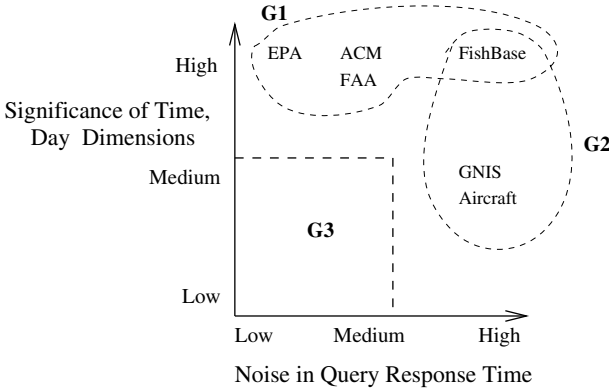 G1
EPA ACM FishBase
High FAA
Significance of Time,
Day Dimensions
G2
Medium GNIS
Aircraft
G3
Low
Low Medium High
Noise in Query Response Time